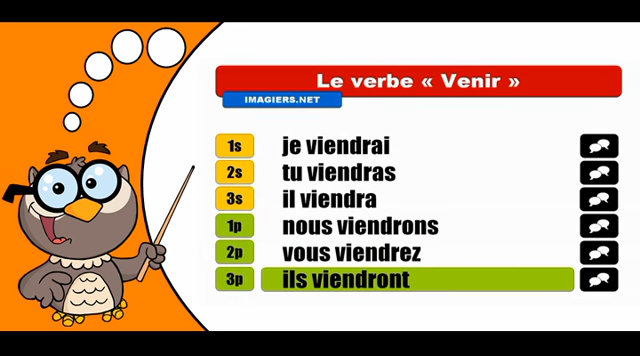 Le verbe « Venir »
IMAGIERS.NET
1s je viendrai
2s tu viendras
3s il viendra
1p nous viendrons
2p vous viendrez
3p ils viendront